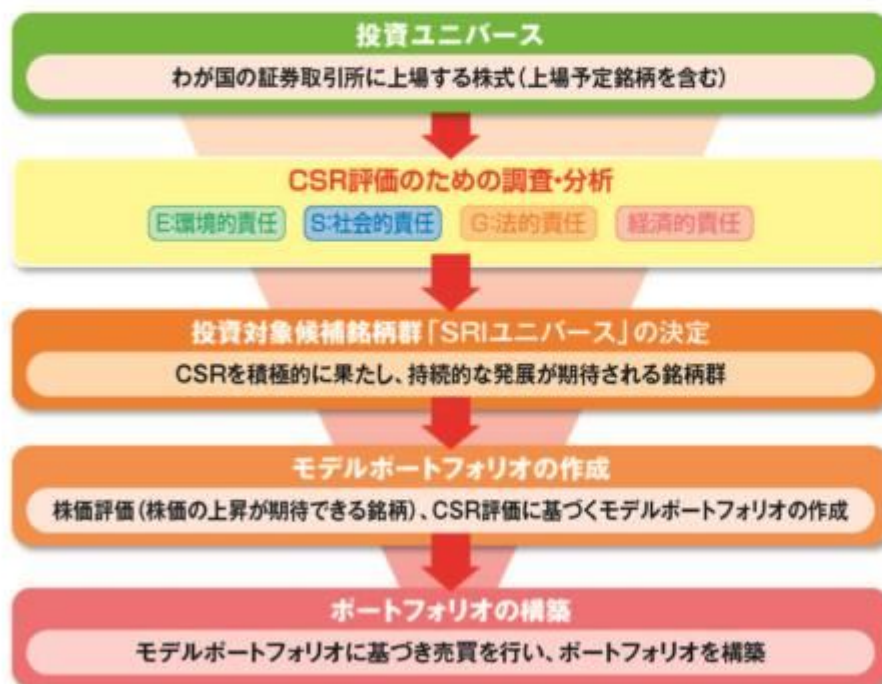 投資ユニバース
わが国の証券取引所に上場する株式(上場予定銘柄を含む)
CSR評価のための調査・分析
E:環境的責任 S:社会的責任 G:法的責任 経済的責任
投資対象候補銘柄群「SRIユニバース」の決定
CSRを積極的に果たし、持続的な発展が期待される銘柄群
モデルポートフォリオの作成
株価評価(株価の上昇が期待できる銘柄)、CSR評価に基づくモデルポートフォリオの作成
ポートフォリオの構築
モデルポートフォリオに基づき売買を行い、ポートフォリオを構築